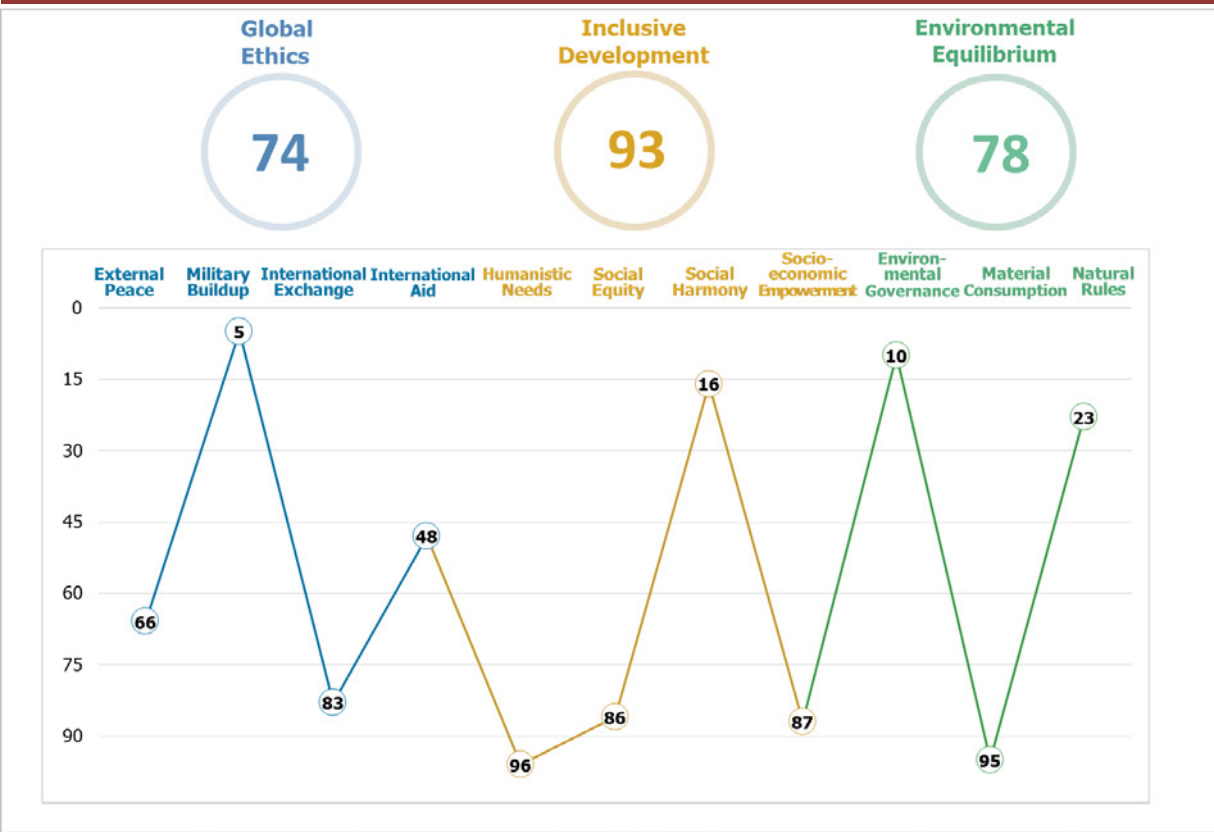 Global
Ethics
Inclusive
Development
Environmental
Equilibrium
74
93
78
External
Peace
Military
Buildup
International
Exchange
International
Aid
Humanistic
Needs
Social
Equity
Social
Harmony
Socio-
economic
Empowerment
Environ-
mental
Governance
Material
Consumption
Natural
Rules
0
15
30
45
60
75
90
66
5
83
48
96
86
16
87
10
95
23